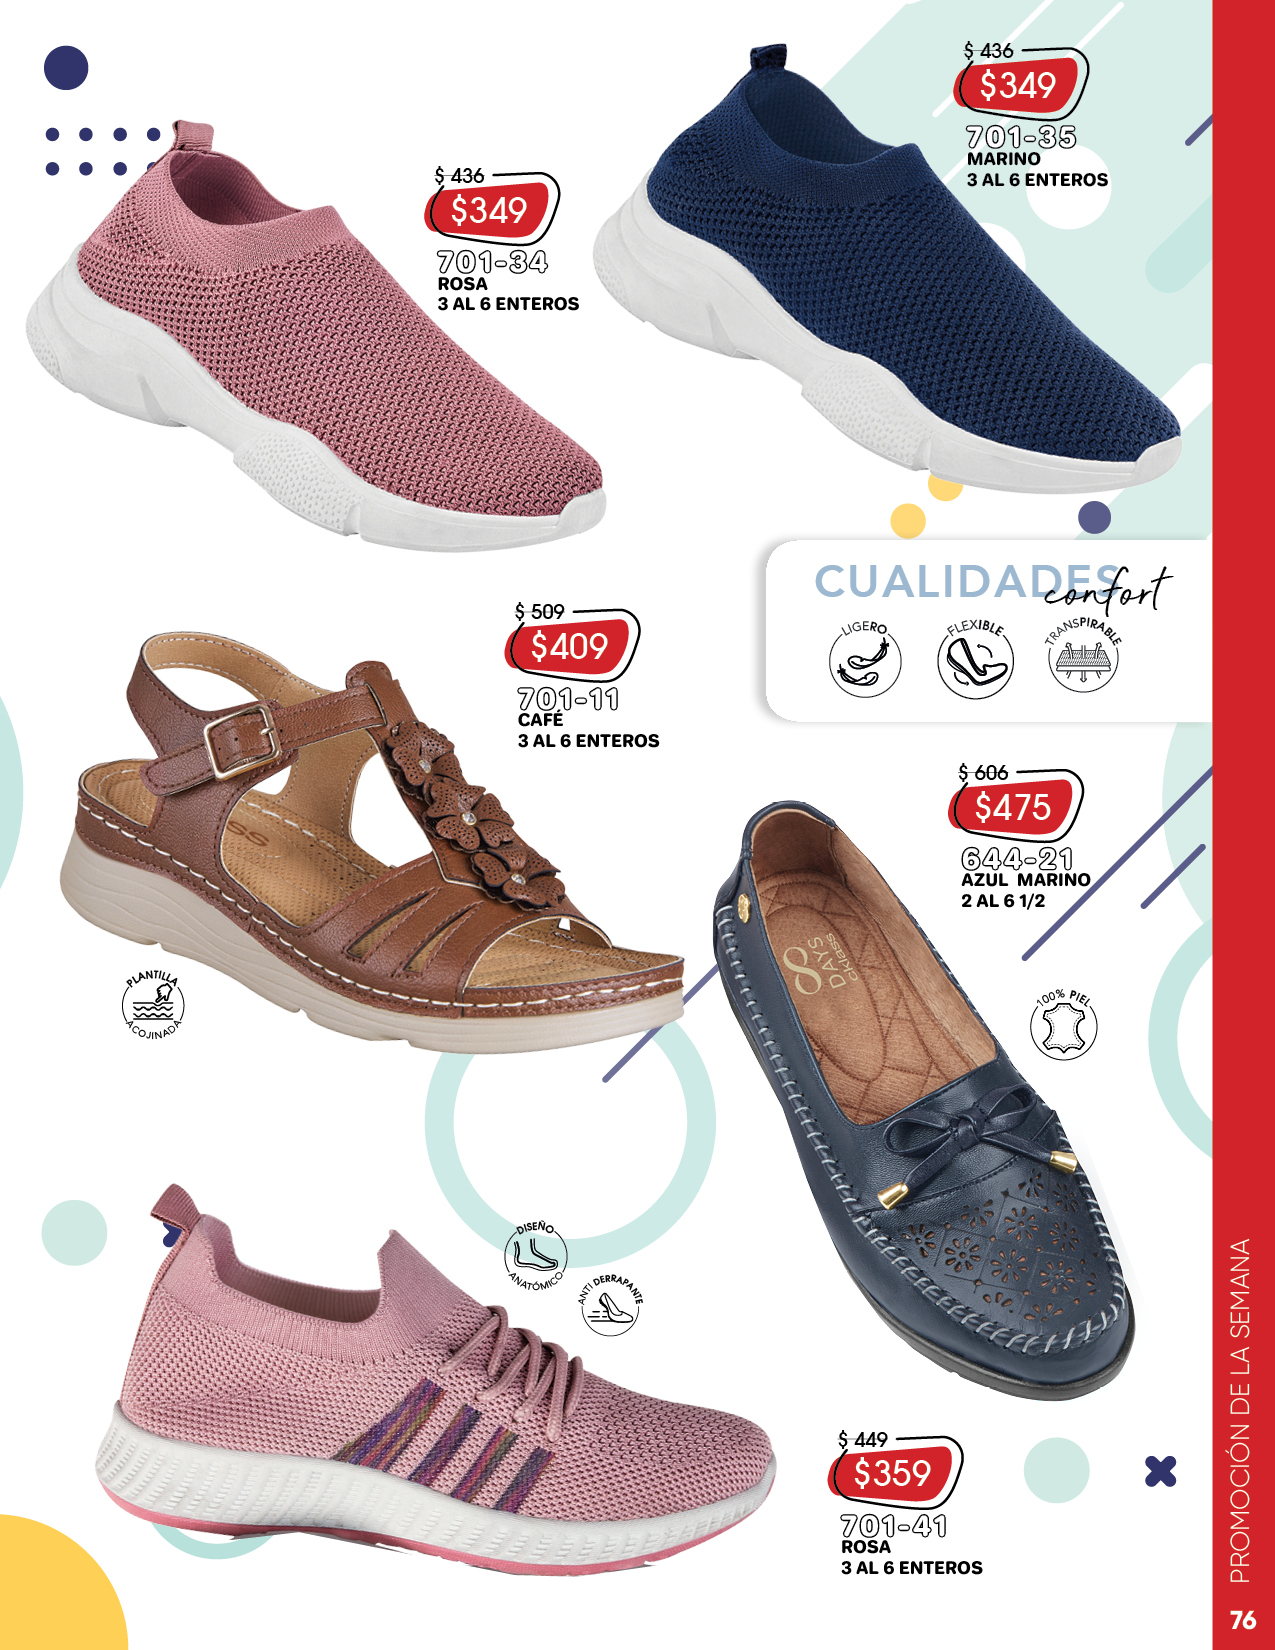 $ 436
$349
701-34
ROSA
3 AL 6 ENTEROS
$ 436
$349
701-35
MARINO
3 AL 6 ENTEROS
CUALIDADES
confort
LIGERO
FLEXIBLE
TRANSPIRABLE
$ 509
$409
701-11
CAFÉ
3 AL 6 ENTEROS
PLANTILLA
ACOJINADA
$ 606
$475
644-21
AZUL MARINO
2 AL 6 1/2
8
DAYS
cklass
100% PIEL
DISEÑO
ANATÓMICO
ANTI DERRAPANTE
$ 449
$359
701-41
ROSA
3 AL 6 ENTEROS
PROMOCIÓN DE LA SEMANA
76